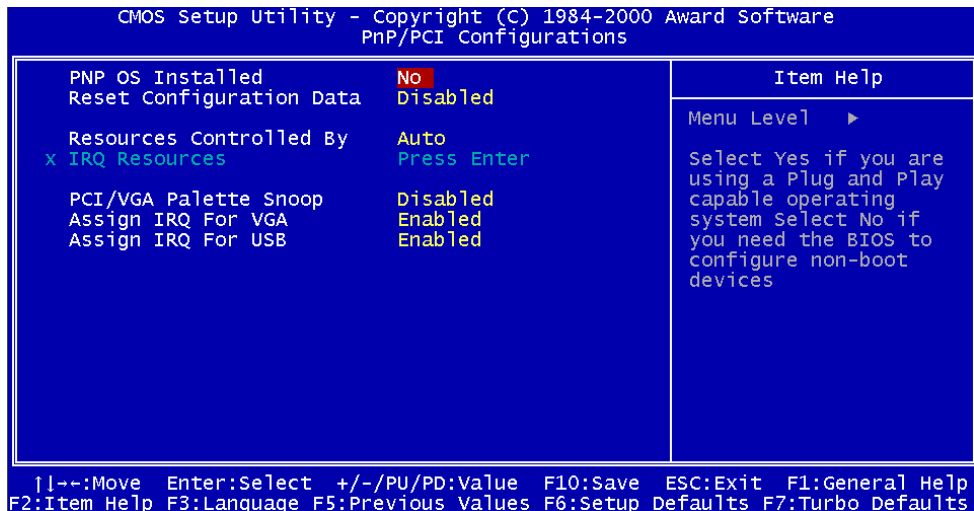 CMOS Setup Utility - Copyright (C) 1984-2000 Award Software
PnP/PCI Configurations
PNP OS Installed No
Reset Configuration Data Disabled
Resources Controlled By Auto
x IRQ Resources Press Enter
PCI/VGA Palette Snoop Disabled
Assign IRQ For VGA Enabled
Assign IRQ For USB Enabled
Item Help
Menu Level ►
Select Yes if you are
using a Plug and Play
capable operating
system Select No if
you need the BIOS to
configure non-boot
devices
↑↓→←:Move Enter:Select +/-/PU/PD:Value F10:Save ESC:Exit F1:General Help
F2:Item Help F3:Language F5:Previous Values F6:Setup Defaults F7:Turbo Defaults